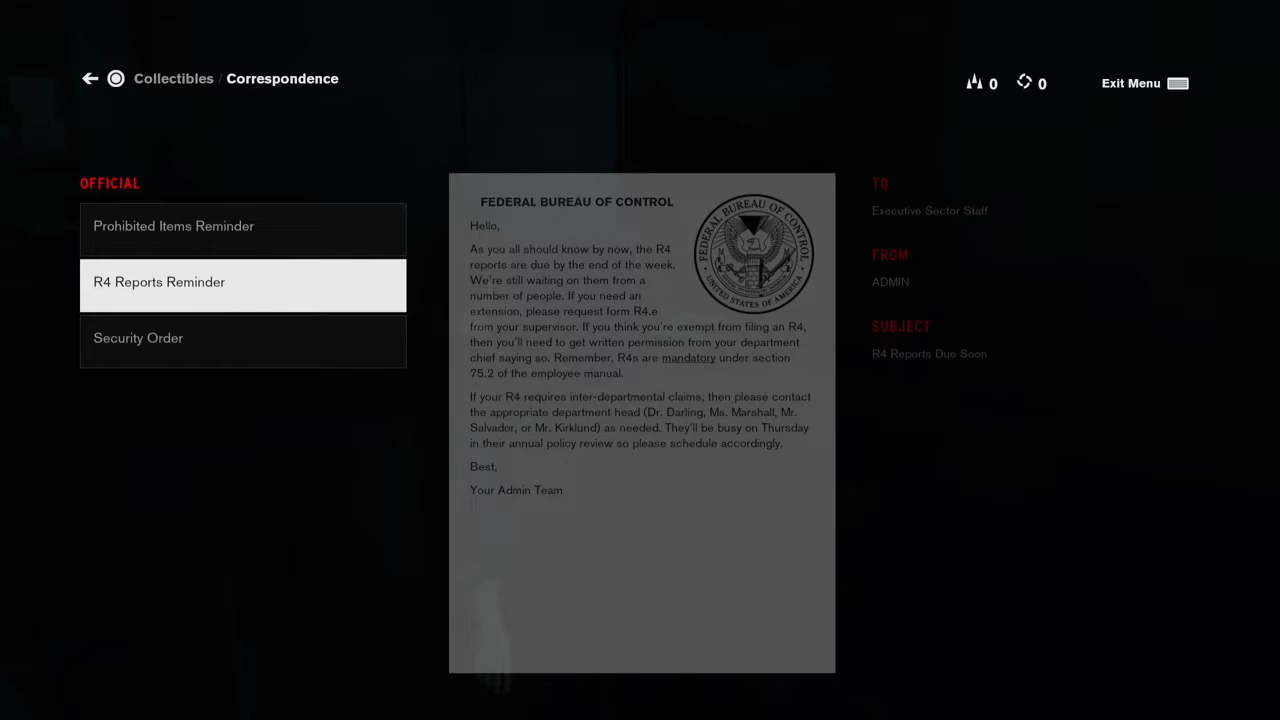 Collectibles / Correspondence
0
0
Exit Menu
OFFICIAL
Prohibited Items Reminder
R4 Reports Reminder
Security Order
FEDERAL BUREAU OF CONTROL
Hello,
As you all should know by now, the R4
reports are due by the end of the week.
We're still waiting on them from a
number of people. If you need an
extension, please request form R4.e
from your supervisor. If you think you're exempt from filing an R4,
then you'll need to get written permission from your department
chief saying so. Remember, R4s are mandatory under section
75.2 of the employee manual.
If your R4 requires inter-departmental claims, then please contact
the appropriate department head (Dr. Darling, Ms. Marshall, Mr.
Salvador, or Mr. Kirklund) as needed. They'll be busy on Thursday
in their annual policy review so please schedule accordingly.
Best,
Your Admin Team
FEDERAL BUREAU OF CONTROL
UNITED STATES OF AMERICA
TO
Executive Sector Staff
FROM
ADMIN
SUBJECT
R4 Reports Due Soon